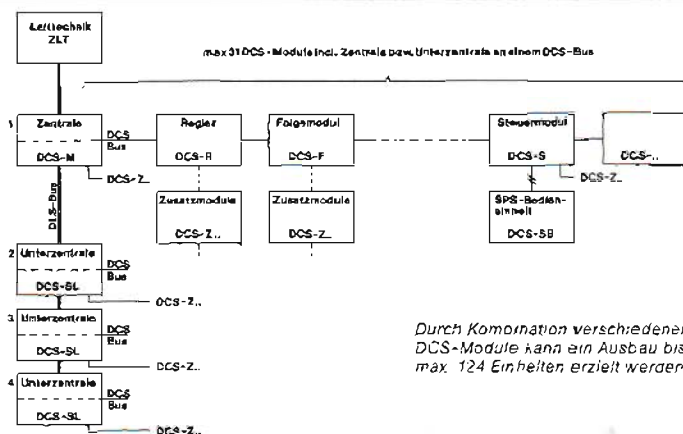 Leittechnik
ZLT
max 31 DCS-Module incl. Zentrale bzw. Unterzentrale an einem DCS-Bus
1 Zentrale
DCS-M
DCS
Bus
DCS-Z..
Regler
DCS-R
Zusatzmodule
DCS-Z..
Folgemodul
DCS-F
Zusatzmodule
DCS-Z..
Steuermodul
DCS-S
DCS-Z..
SPS-Bedien-
einheit
DCS-SB
DCS-..
DLS-Bus
2 Unterzentrale
DCS-SL
DCS
Bus
DCS-Z..
3 Unterzentrale
DCS-SL
DCS
Bus
DCS-Z..
4 Unterzentrale
DCS-SL
DCS
Bus
DCS-Z..
Durch Kombination verschiedener
DCS-Module kann ein Ausbau bis
max. 124 Einheiten erzielt werden